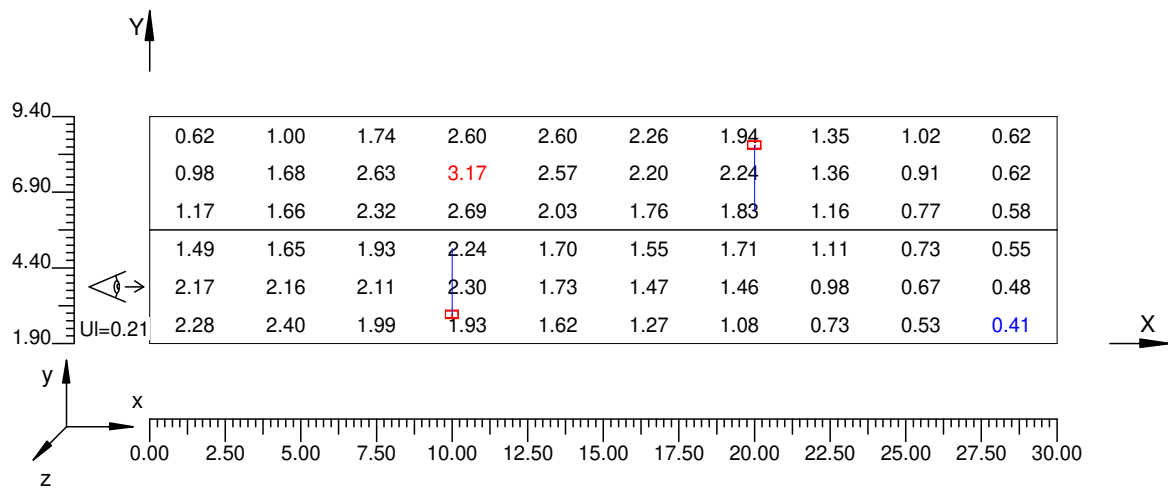 Y
9.40
0.62 1.00 1.74 2.60 2.60 2.26 1.94 1.35 1.02 0.62
0.98 1.68 2.63 3.17 2.57 2.20 2.24 1.36 0.91 0.62
6.90
1.17 1.66 2.32 2.69 2.03 1.76 1.83 1.16 0.77 0.58
1.49 1.65 1.93 2.24 1.70 1.55 1.71 1.11 0.73 0.55
4.40
2.17 2.16 2.11 2.30 1.73 1.47 1.46 0.98 0.67 0.48
Ul=0.21 2.28 2.40 1.99 1.93 1.62 1.27 1.08 0.73 0.53 0.41
X
1.90
y
x
z
0.00 2.50 5.00 7.50 10.00 12.50 15.00 17.50 20.00 22.50 25.00 27.50 30.00